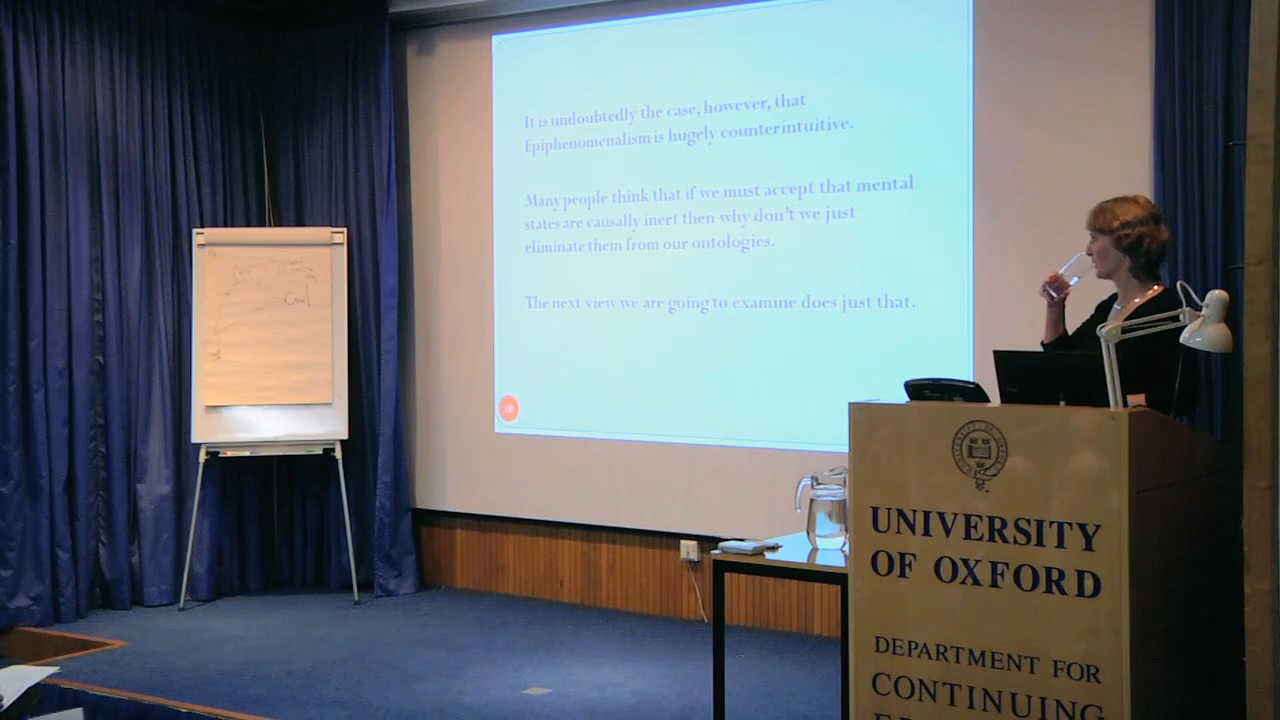 It is undoubtedly the case, however, that
Epiphenomenalism is hugely counterintuitive.
Many people think that if we must accept that mental
states are causally inert then why don't we just
eliminate them from our ontologies.
The next view we are going to examine does just that.
UNIVERSITY
OF OXFORD
DEPARTMENT FOR
CONTINUING